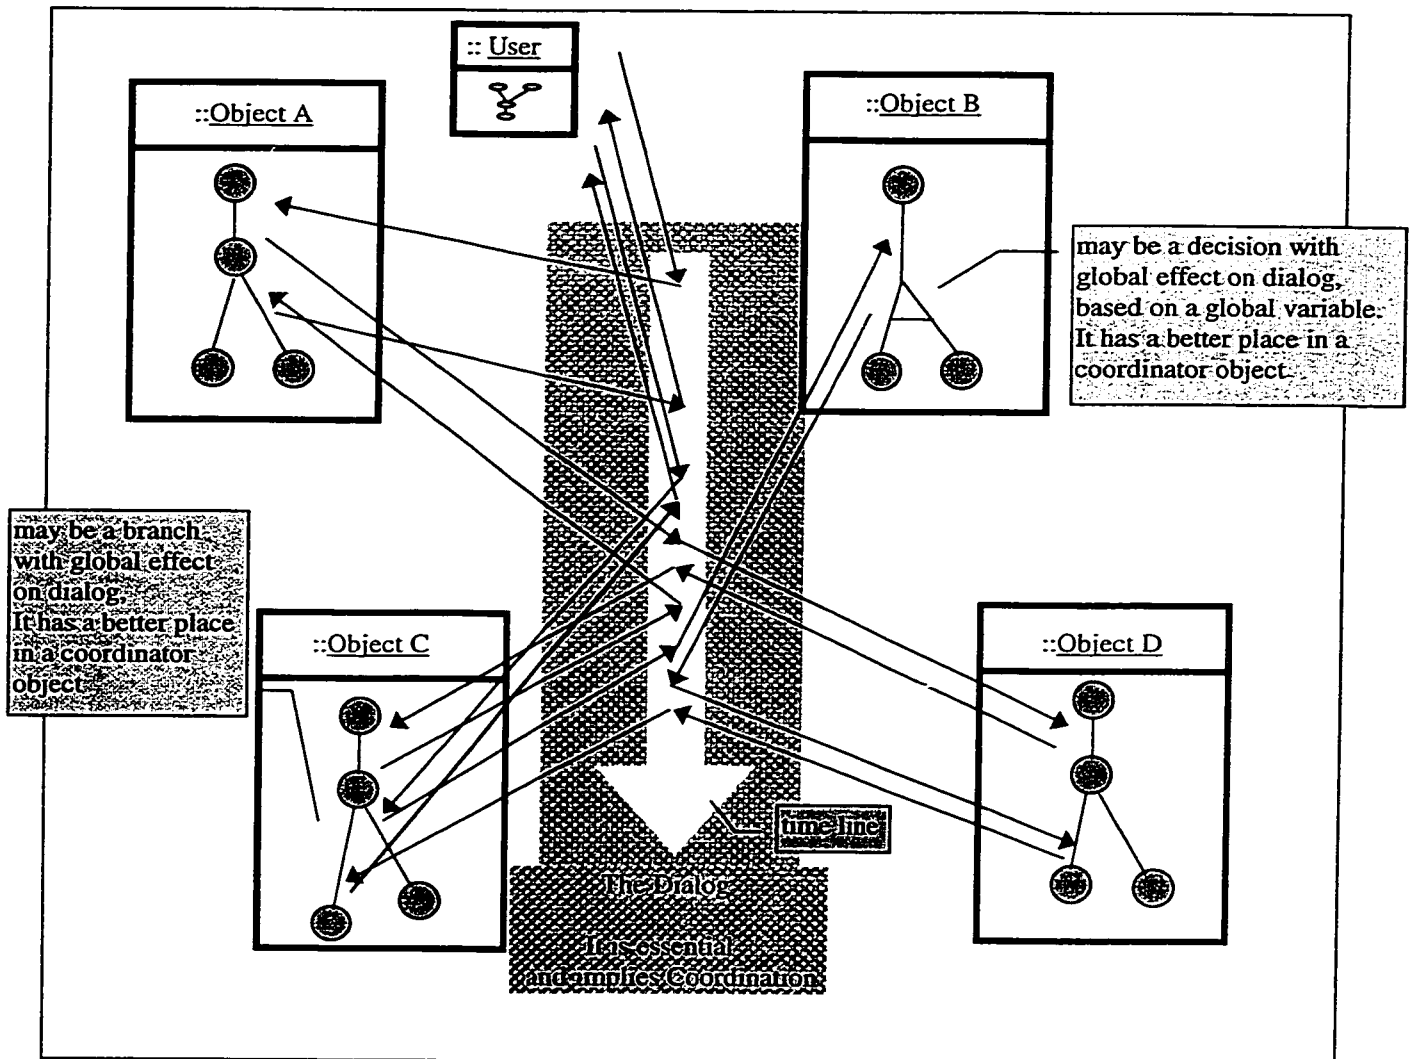 :: User
::Object A
::Object B
may be a decision with
global effect on dialog,
based on a global variable.
It has a better place in a
coordinator object.
may be a branch
with global effect
on dialog,
It has a better place
in a coordinator
object
::Object C
::Object D
time line
The Dialog
It is essential
and implies Coordination